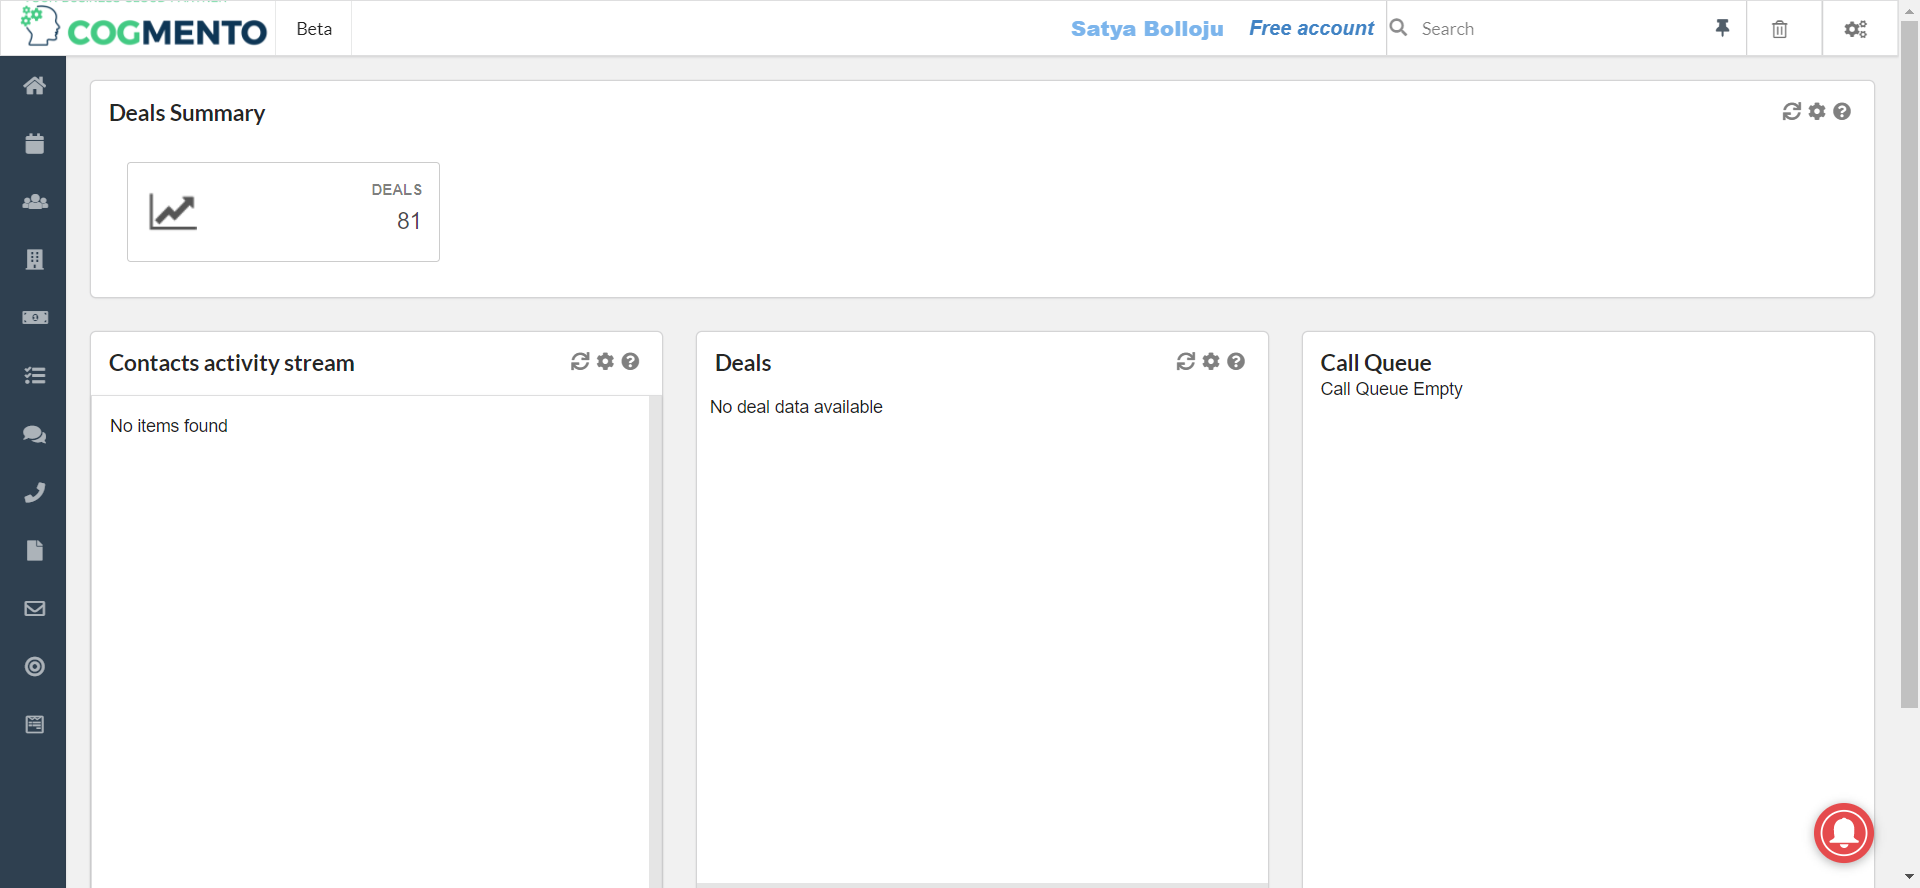 COGMENTO
Beta
Satya Bolloju
Free account
Search
Deals Summary
DEALS
81
Contacts activity stream
No items found
Deals
No deal data available
Call Queue
Call Queue Empty